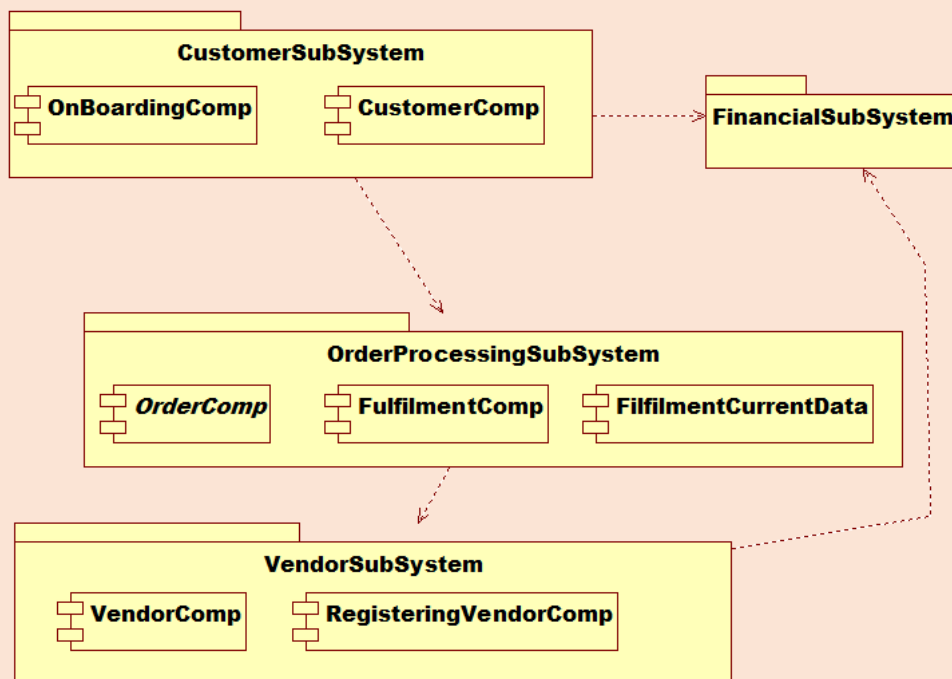 CustomerSubSystem
OnBoardingComp
CustomerComp
FinancialSubSystem
OrderProcessingSubSystem
OrderComp
FulfilmentComp
FilfilmentCurrentData
VendorSubSystem
VendorComp
RegisteringVendorComp